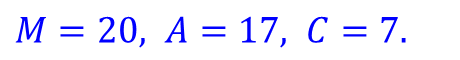 M = 20, A = 17, C = 7.